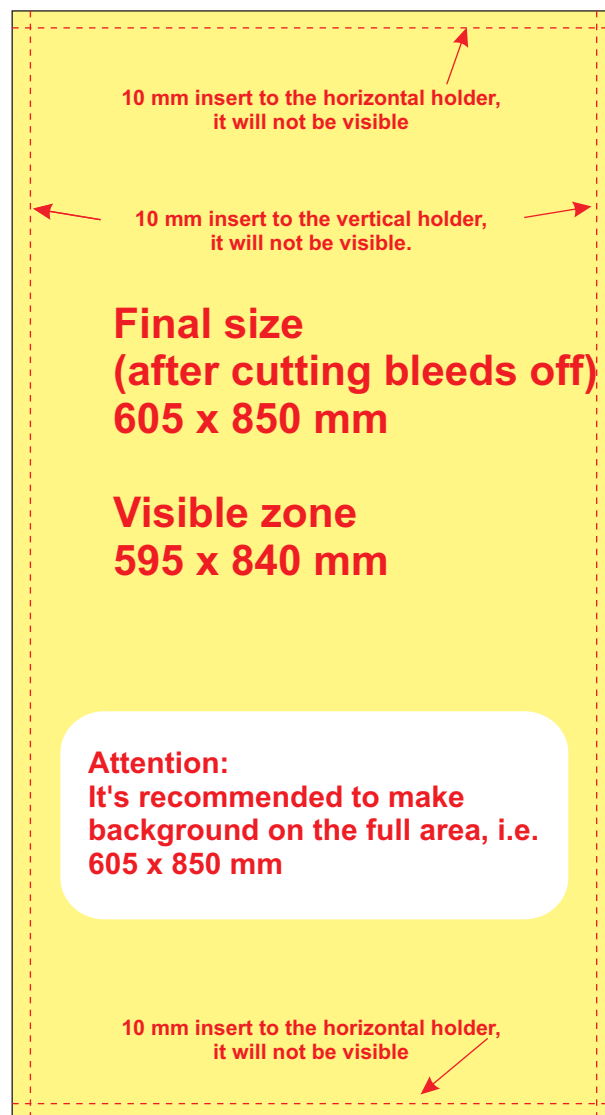 10 mm insert to the horizontal holder,
it will not be visible
10 mm insert to the vertical holder,
it will not be visible.
Final size
(after cutting bleeds off)
605 x 850 mm
Visible zone
595 x 840 mm
Attention:
It's recommended to make
background on the full area, i.e.
605 x 850 mm
10 mm insert to the horizontal holder,
it will not be visible